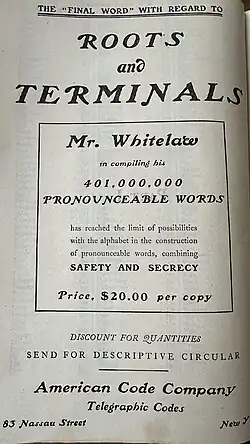 THE "FINAL WORD" WITH REGARD TO
ROOTS
and
TERMINALS
Mr. Whitelaw
in compiling his
401,000,000
PRONOUNCEABLE WORDS
has reached the limit of possibilities
with the alphabet in the construction
of pronounceable words, combining
SAFETY AND SECRECY
Price, $20.00 per copy
DISCOUNT FOR QUANTITIES
SEND FOR DESCRIPTIVE CIRCULAR
American Code Company
Telegraphic Codes
83 Nassau Street New Y